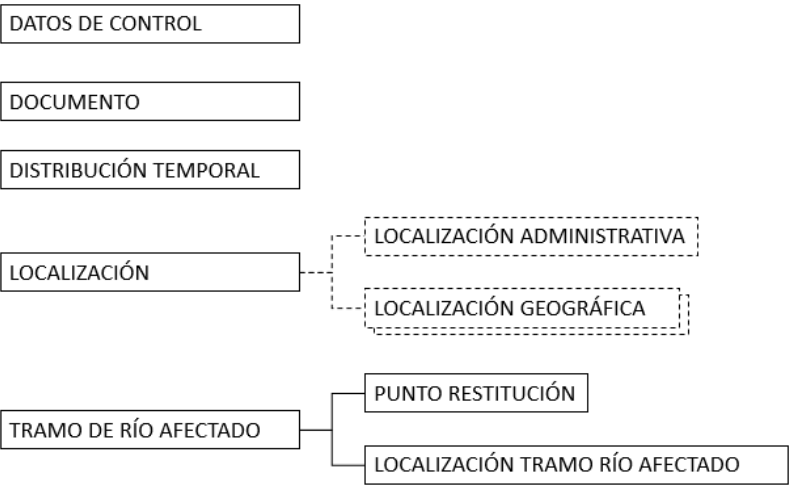 DATOS DE CONTROL
DOCUMENTO
DISTRIBUCIÓN TEMPORAL
LOCALIZACIÓN
LOCALIZACIÓN ADMINISTRATIVA
LOCALIZACIÓN GEOGRÁFICA
TRAMO DE RÍO AFECTADO
PUNTO RESTITUCIÓN
LOCALIZACIÓN TRAMO RÍO AFECTADO